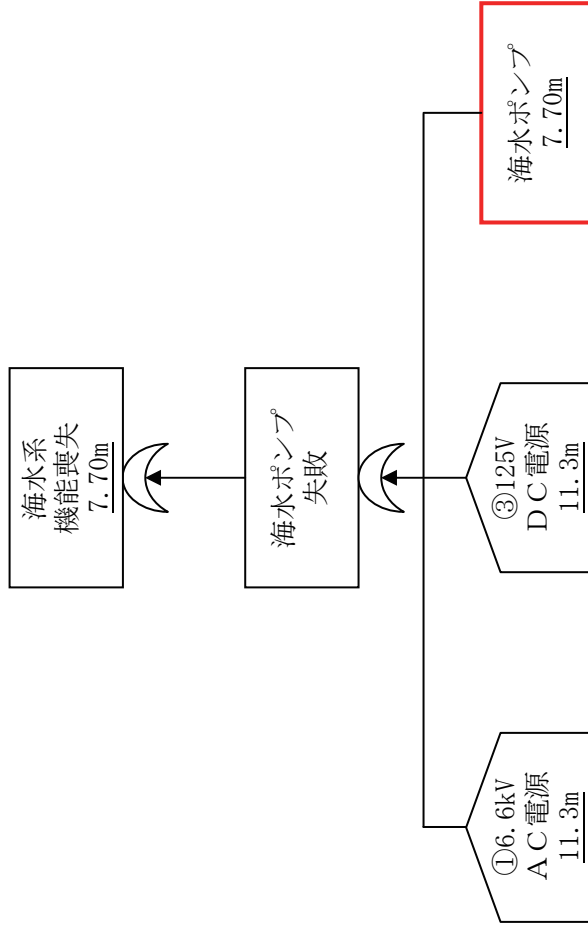 海水系
機能喪失
7.70m
海水ポンプ
失敗
①6.6kV
ＡＣ電源
11.3m
③125V
ＤＣ電源
11.3m
海水ポンプ
7.70m